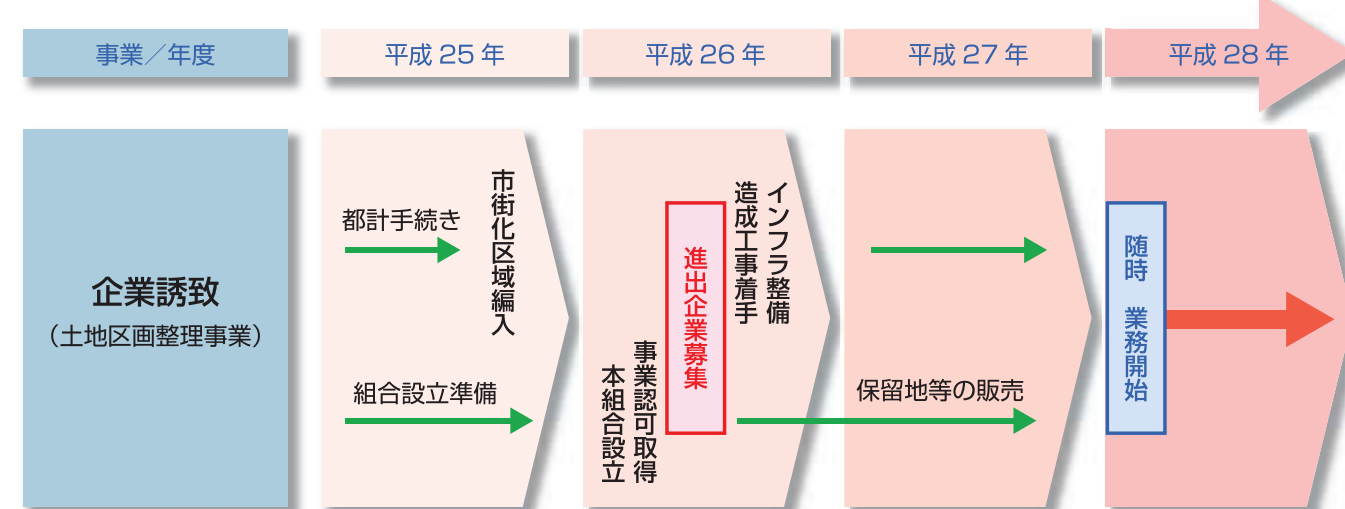 事業／年度
平成 25 年
平成 26 年
平成 27 年
平成 28 年
企業誘致
（土地区画整理事業）
都計手続き
市街化区域編入
組合設立準備
事業認可取得
本組合設立
進出企業募集
インフラ整備
造成工事着手
保留地等の販売
随時　業務開始